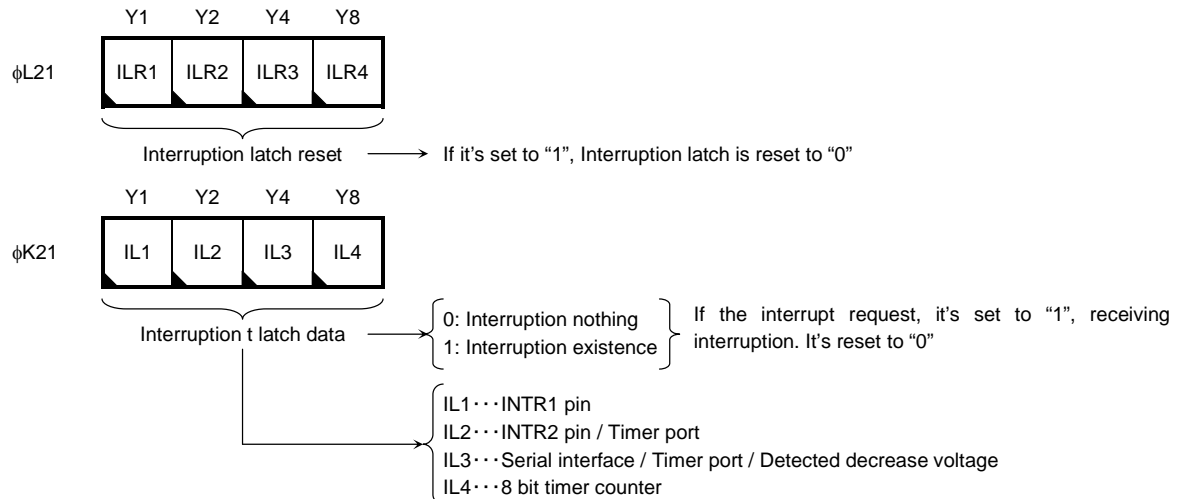 Y1 Y2 Y4 Y8
ϕL21 ILR1 ILR2 ILR3 ILR4
Interruption latch reset If it's set to “1”, Interruption latch is reset to “0”
Y1 Y2 Y4 Y8
ϕK21 IL1 IL2 IL3 IL4
Interruption t latch data
0: Interruption nothing
1: Interruption existence
If the interrupt request, it's set to “1”, receiving
interruption. It's reset to “0”
IL1···INTR1 pin
IL2···INTR2 pin / Timer port
IL3···Serial interface / Timer port / Detected decrease voltage
IL4···8 bit timer counter